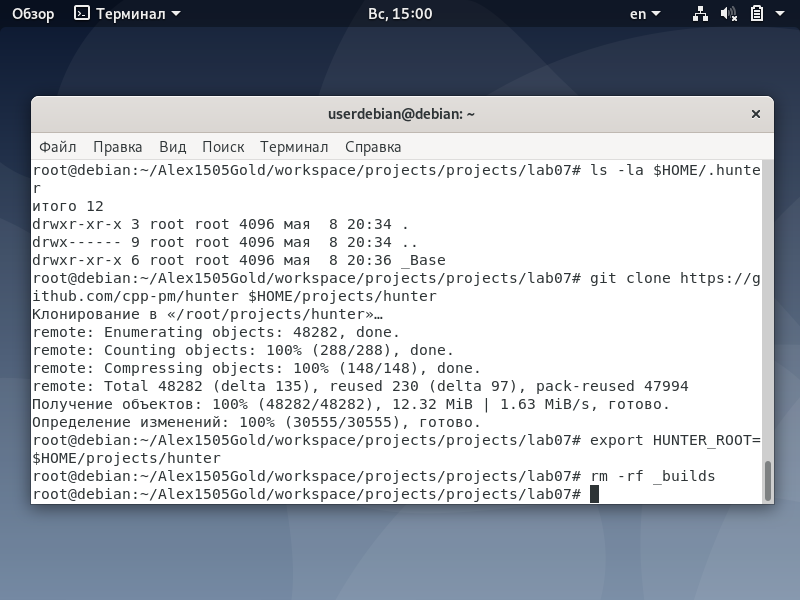 Обзор Терминал Вс, 15:00 en
userdebian@debian: ~ ×
Файл Правка Вид Поиск Терминал Справка
root@debian:~/Alex1505Gold/workspace/projects/projects/lab07# ls -la $HOME/.hunte
r
итого 12
drwxr-xr-x 3 root root 4096 мая  8 20:34 .
drwx------ 9 root root 4096 мая  8 20:34 ..
drwxr-xr-x 6 root root 4096 мая  8 20:36 _Base
root@debian:~/Alex1505Gold/workspace/projects/projects/lab07# git clone https://g
ithub.com/cpp-pm/hunter $HOME/projects/hunter
Клонирование в «/root/projects/hunter»…
remote: Enumerating objects: 48282, done.
remote: Counting objects: 100% (288/288), done.
remote: Compressing objects: 100% (148/148), done.
remote: Total 48282 (delta 135), reused 230 (delta 97), pack-reused 47994
Получение объектов: 100% (48282/48282), 12.32 MiB | 1.63 MiB/s, готово.
Определение изменений: 100% (30555/30555), готово.
root@debian:~/Alex1505Gold/workspace/projects/projects/lab07# export HUNTER_ROOT=
$HOME/projects/hunter
root@debian:~/Alex1505Gold/workspace/projects/projects/lab07# rm -rf _builds
root@debian:~/Alex1505Gold/workspace/projects/projects/lab07#